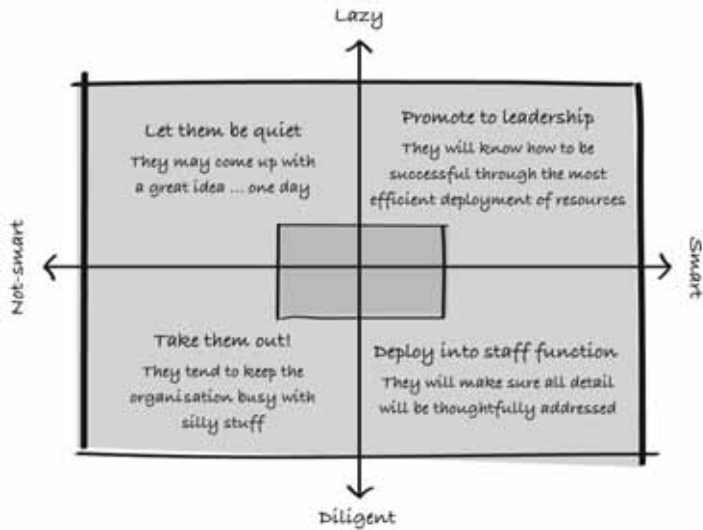 Lazy
Let them be quiet
They may come up with
a great idea ... one day
Promote to leadership
They will know how to be
successful through the most
efficient deployment of resources
Not-smart
Smart
Take them out!
They tend to keep the
organisation busy with
silly stuff
Deploy into staff function
They will make sure all detail
will be thoughtfully addressed
Diligent